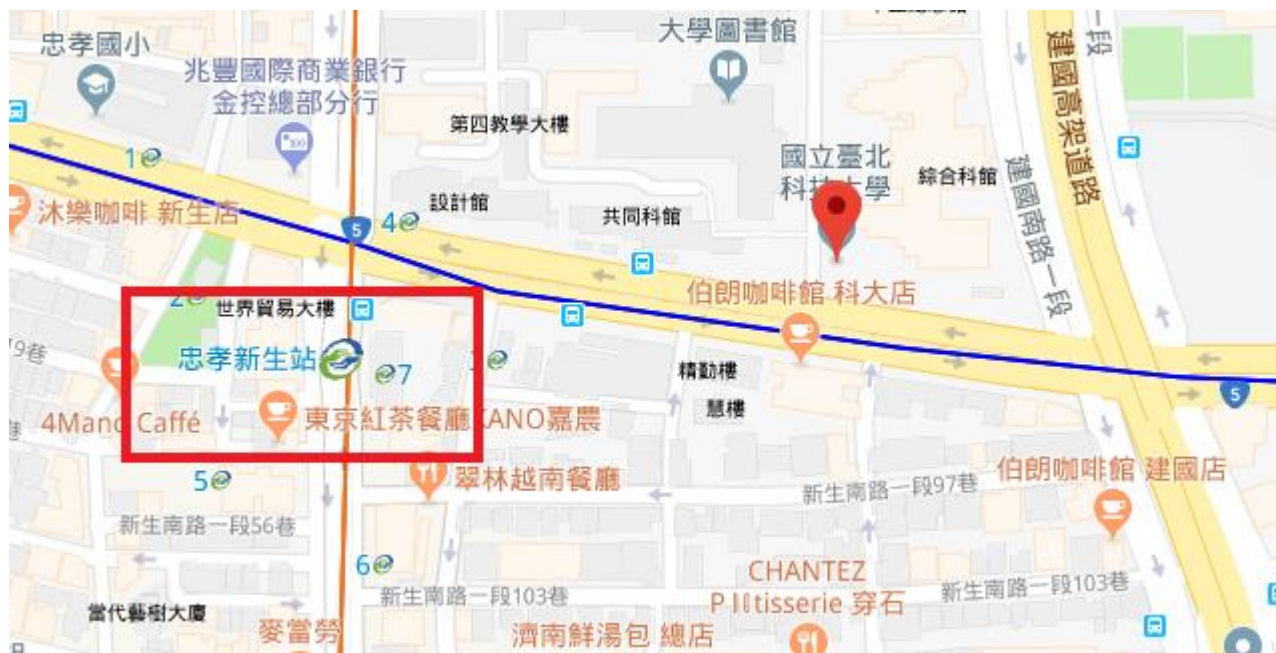 忠孝國小
兆豐國際商業銀行
金控總部分行
大學圖書館
一段
建國高架道路
第四教學大樓
1
國立臺北
科技大學
綜合科館
沐樂咖啡 新生店
設計館
4
5
共同科館
建國南路一段
伯朗咖啡館 科大店
2
世界貿易大樓
忠孝新生站
7
精勤樓
5
4Mano Caffé
東京紅茶餐廳
KANO嘉農
慧樓
翠林越南餐廳
新生南路一段97巷
伯朗咖啡館 建國店
5
新生南路一段56巷
6
新生南路一段103巷
CHANTEZ
穿石
新生南路一段103巷
當代藝樹大廈
麥當勞
濟南鮮湯包 總店